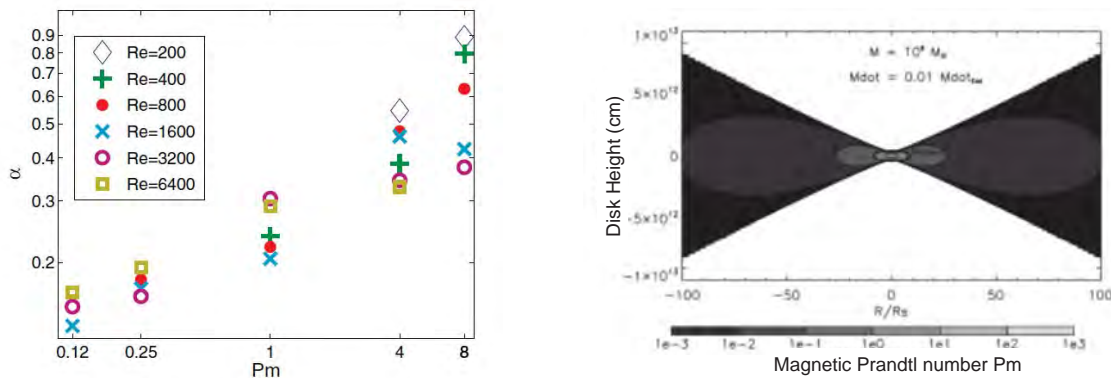 0.9
0.8
0.7
0.6
0.5
0.4
0.3
0.2
α
Re=200
Re=400
Re=800
Re=1600
Re=3200
Re=6400
0.12 0.25 1 4 8
Pm
1×10¹³
5×10¹²
0
-5×10¹²
-1×10¹³
Disk Height (cm)
Mdot = 0.01
-100 -50 0 50 100
R/Rs
1e-3 1e-2 1e-1 1e0 1e1 1e2 1e3
Magnetic Prandtl number Pm